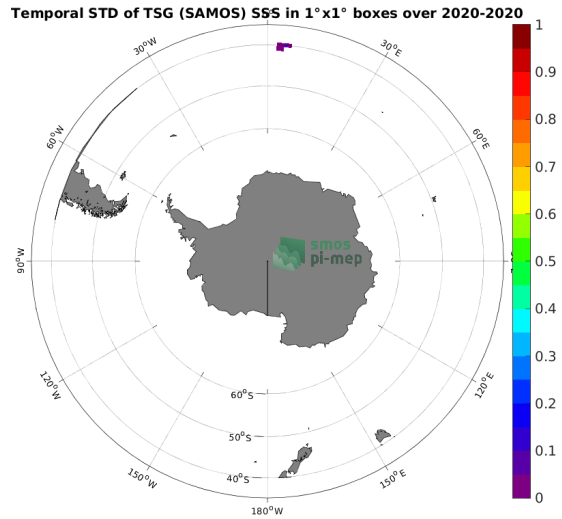 Temporal STD of TSG (SAMOS) SSS in 1°x1° boxes over 2020-2020
30°W
30°E
60°W
60°E
90°W
120°W
120°E
150°W
150°E
180°W
60°S
50°S
40°S
smos
pi-mep
1
0.9
0.8
0.7
0.6
0.5
0.4
0.3
0.2
0.1
0